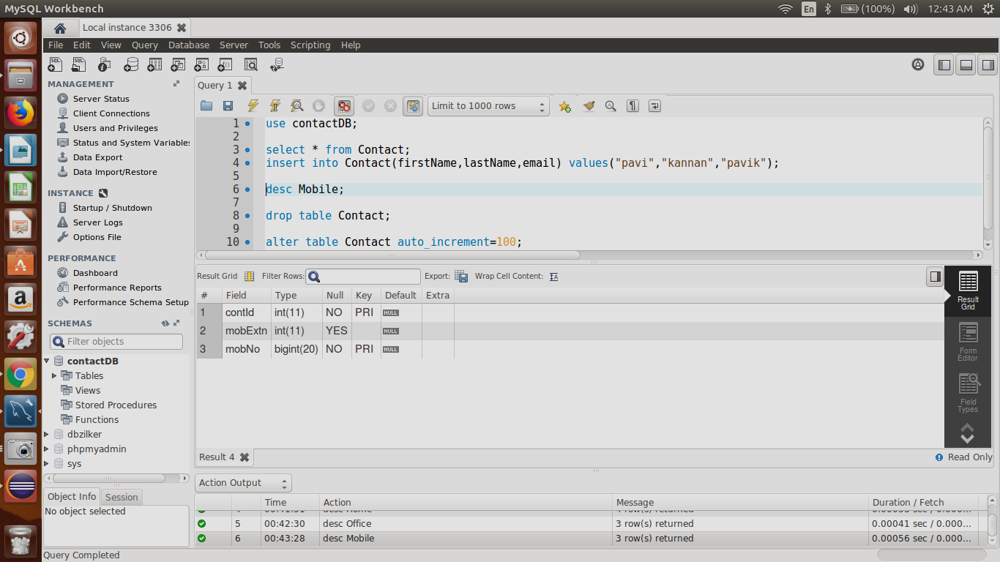 MySQL Workbench
En (100%) 12:43 AM
Local instance 3306
File Edit View Query Database Server Tools Scripting Help
MANAGEMENT
Server Status
Client Connections
Users and Privileges
Status and System Variable
Data Export
Data Import/Restore
INSTANCE
Startup / Shutdown
Server Logs
Options File
PERFORMANCE
Dashboard
Performance Reports
Performance Schema Setup
SCHEMAS
Filter objects
contactDB
Tables
Views
Stored Procedures
Functions
dbzilker
phpmyadmin
sys
Object Info Session
No object selected
Query 1
Limit to 1000 rows
1 use contactDB;
2
3 select * from Contact;
4 insert into Contact(firstName,lastName,email) values("pavi","kannan","pavik");
5
6 desc Mobile;
7
8 drop table Contact;
9
10 alter table Contact auto_increment=100;
Result Grid Filter Rows: Export: Wrap Cell Content:
# Field Type Null Key Default Extra
1 contId int(11) NO PRI NULL
2 mobExtn int(11) YES NULL
3 mobNo bigint(20) NO PRI NULL
Result Grid
Form Editor
Field Types
Result 4
Read Only
Action Output
Time Action Message Duration / Fetch
5 00:42:30 desc Office 3 row(s) returned 0.00041 sec / 0.000...
6 00:43:28 desc Mobile 3 row(s) returned 0.00056 sec / 0.000...
Query Completed